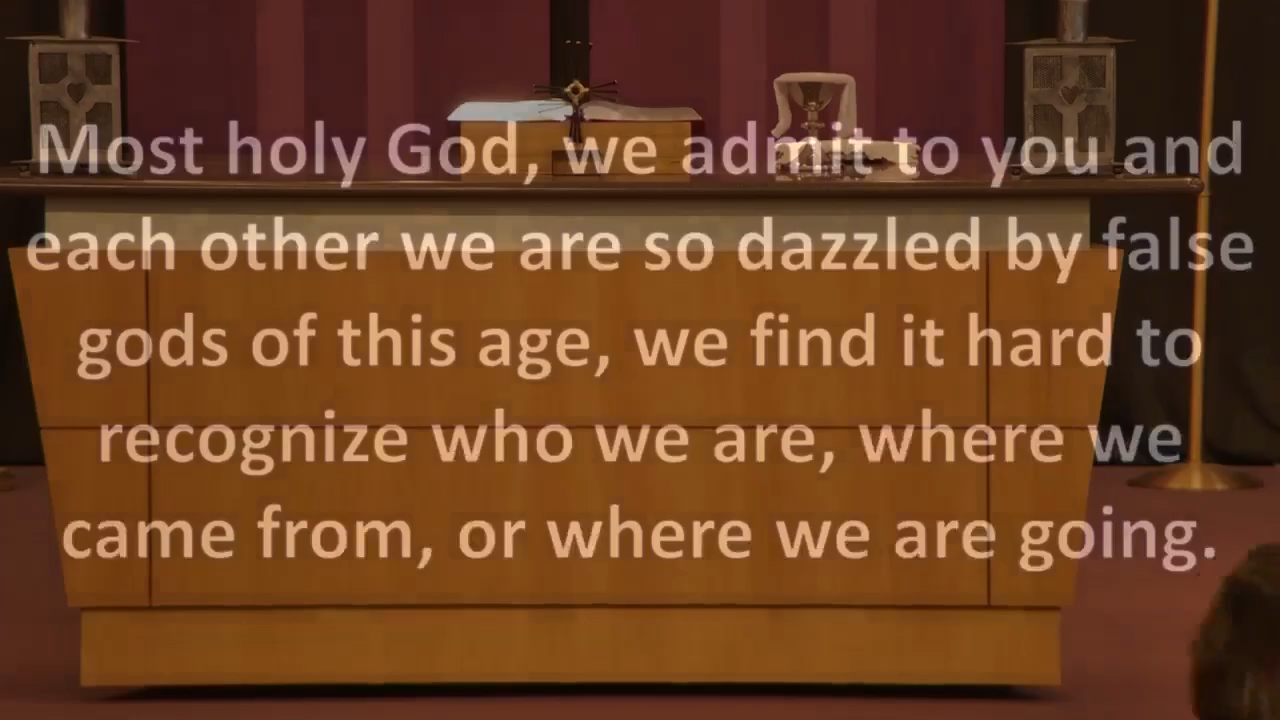 Most holy God, we admit to you and
each other we are so dazzled by false
gods of this age, we find it hard to
recognize who we are, where we
came from, or where we are going.